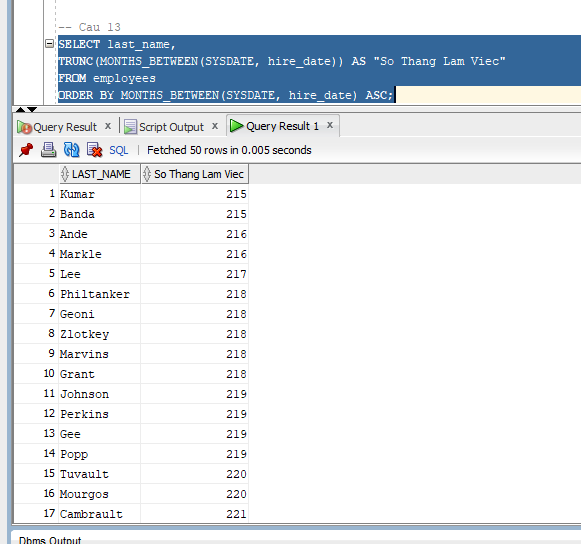 -- Cau 13
SELECT last_name,
TRUNC(MONTHS_BETWEEN(SYSDATE, hire_date)) AS "So Thang Lam Viec"
FROM employees
ORDER BY MONTHS_BETWEEN(SYSDATE, hire_date) ASC;
Query Result x Script Output x Query Result 1 x
SQL Fetched 50 rows in 0.005 seconds
LAST_NAME So Thang Lam Viec
1 Kumar 215
2 Banda 215
3 Ande 216
4 Markle 216
5 Lee 217
6 Philtanker 218
7 Geoni 218
8 Zlotkey 218
9 Marvins 218
10 Grant 218
11 Johnson 219
12 Perkins 219
13 Gee 219
14 Popp 219
15 Tuvault 220
16 Mourgos 220
17 Cambrault 221
Dbms Output